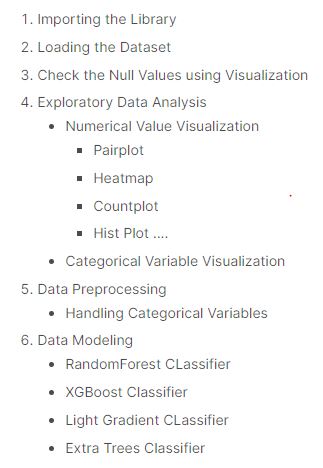 1. Importing the Library
2. Loading the Dataset
3. Check the Null Values using Visualization
4. Exploratory Data Analysis
• Numerical Value Visualization
▪ Pairplot
▪ Heatmap
▪ Countplot
▪ Hist Plot ....
• Categorical Variable Visualization
5. Data Preprocessing
• Handling Categorical Variables
6. Data Modeling
• RandomForest CLassifier
• XGBoost Classifier
• Light Gradient CLassifier
• Extra Trees Classifier